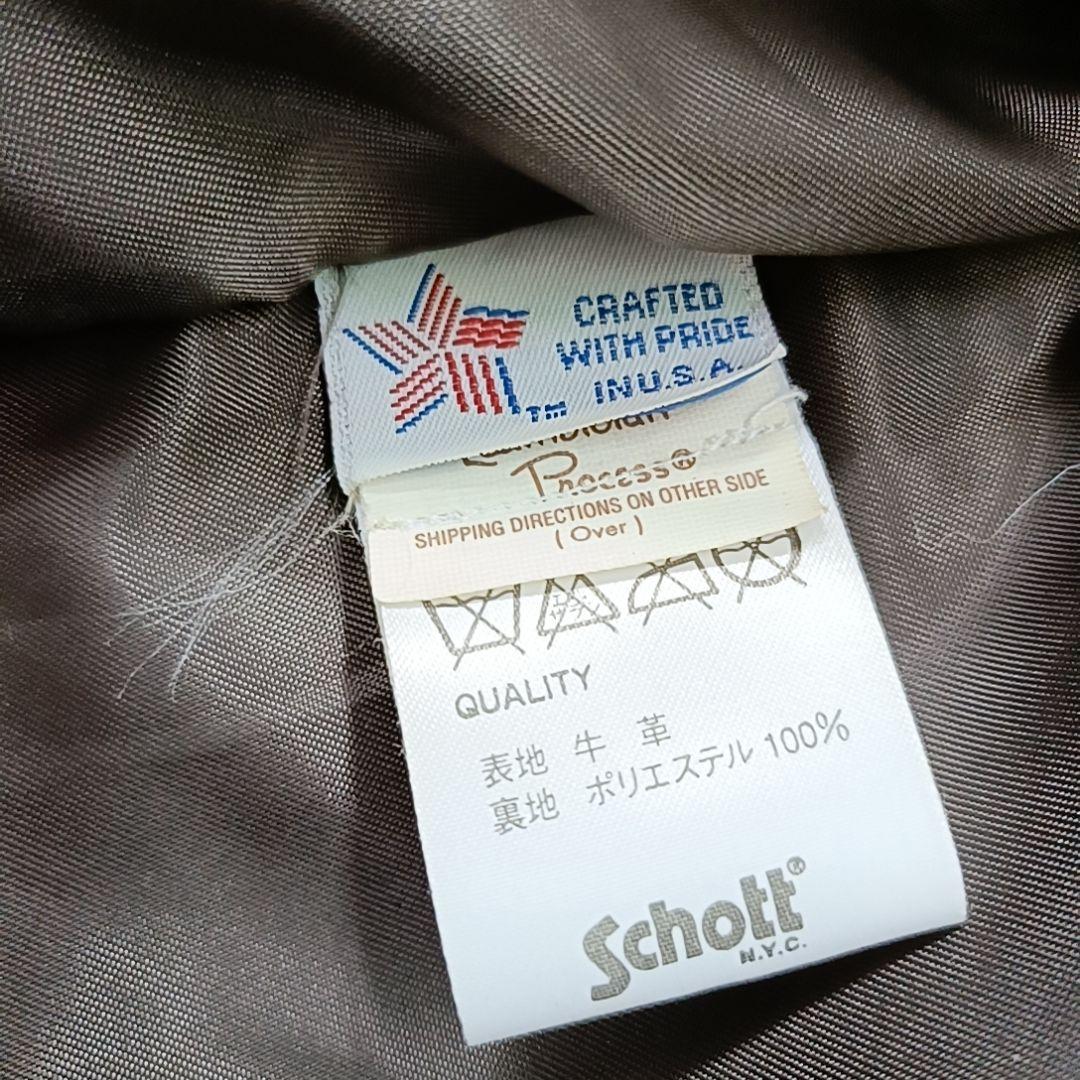 CRAFTED
WITH PRIDE
IN U.S.A.
TM
Process®
SHIPPING DIRECTIONS ON OTHER SIDE
(Over)
QUALITY
表地 牛 革
裏地 ポリエステル 100%
Schott®
N.Y.C.